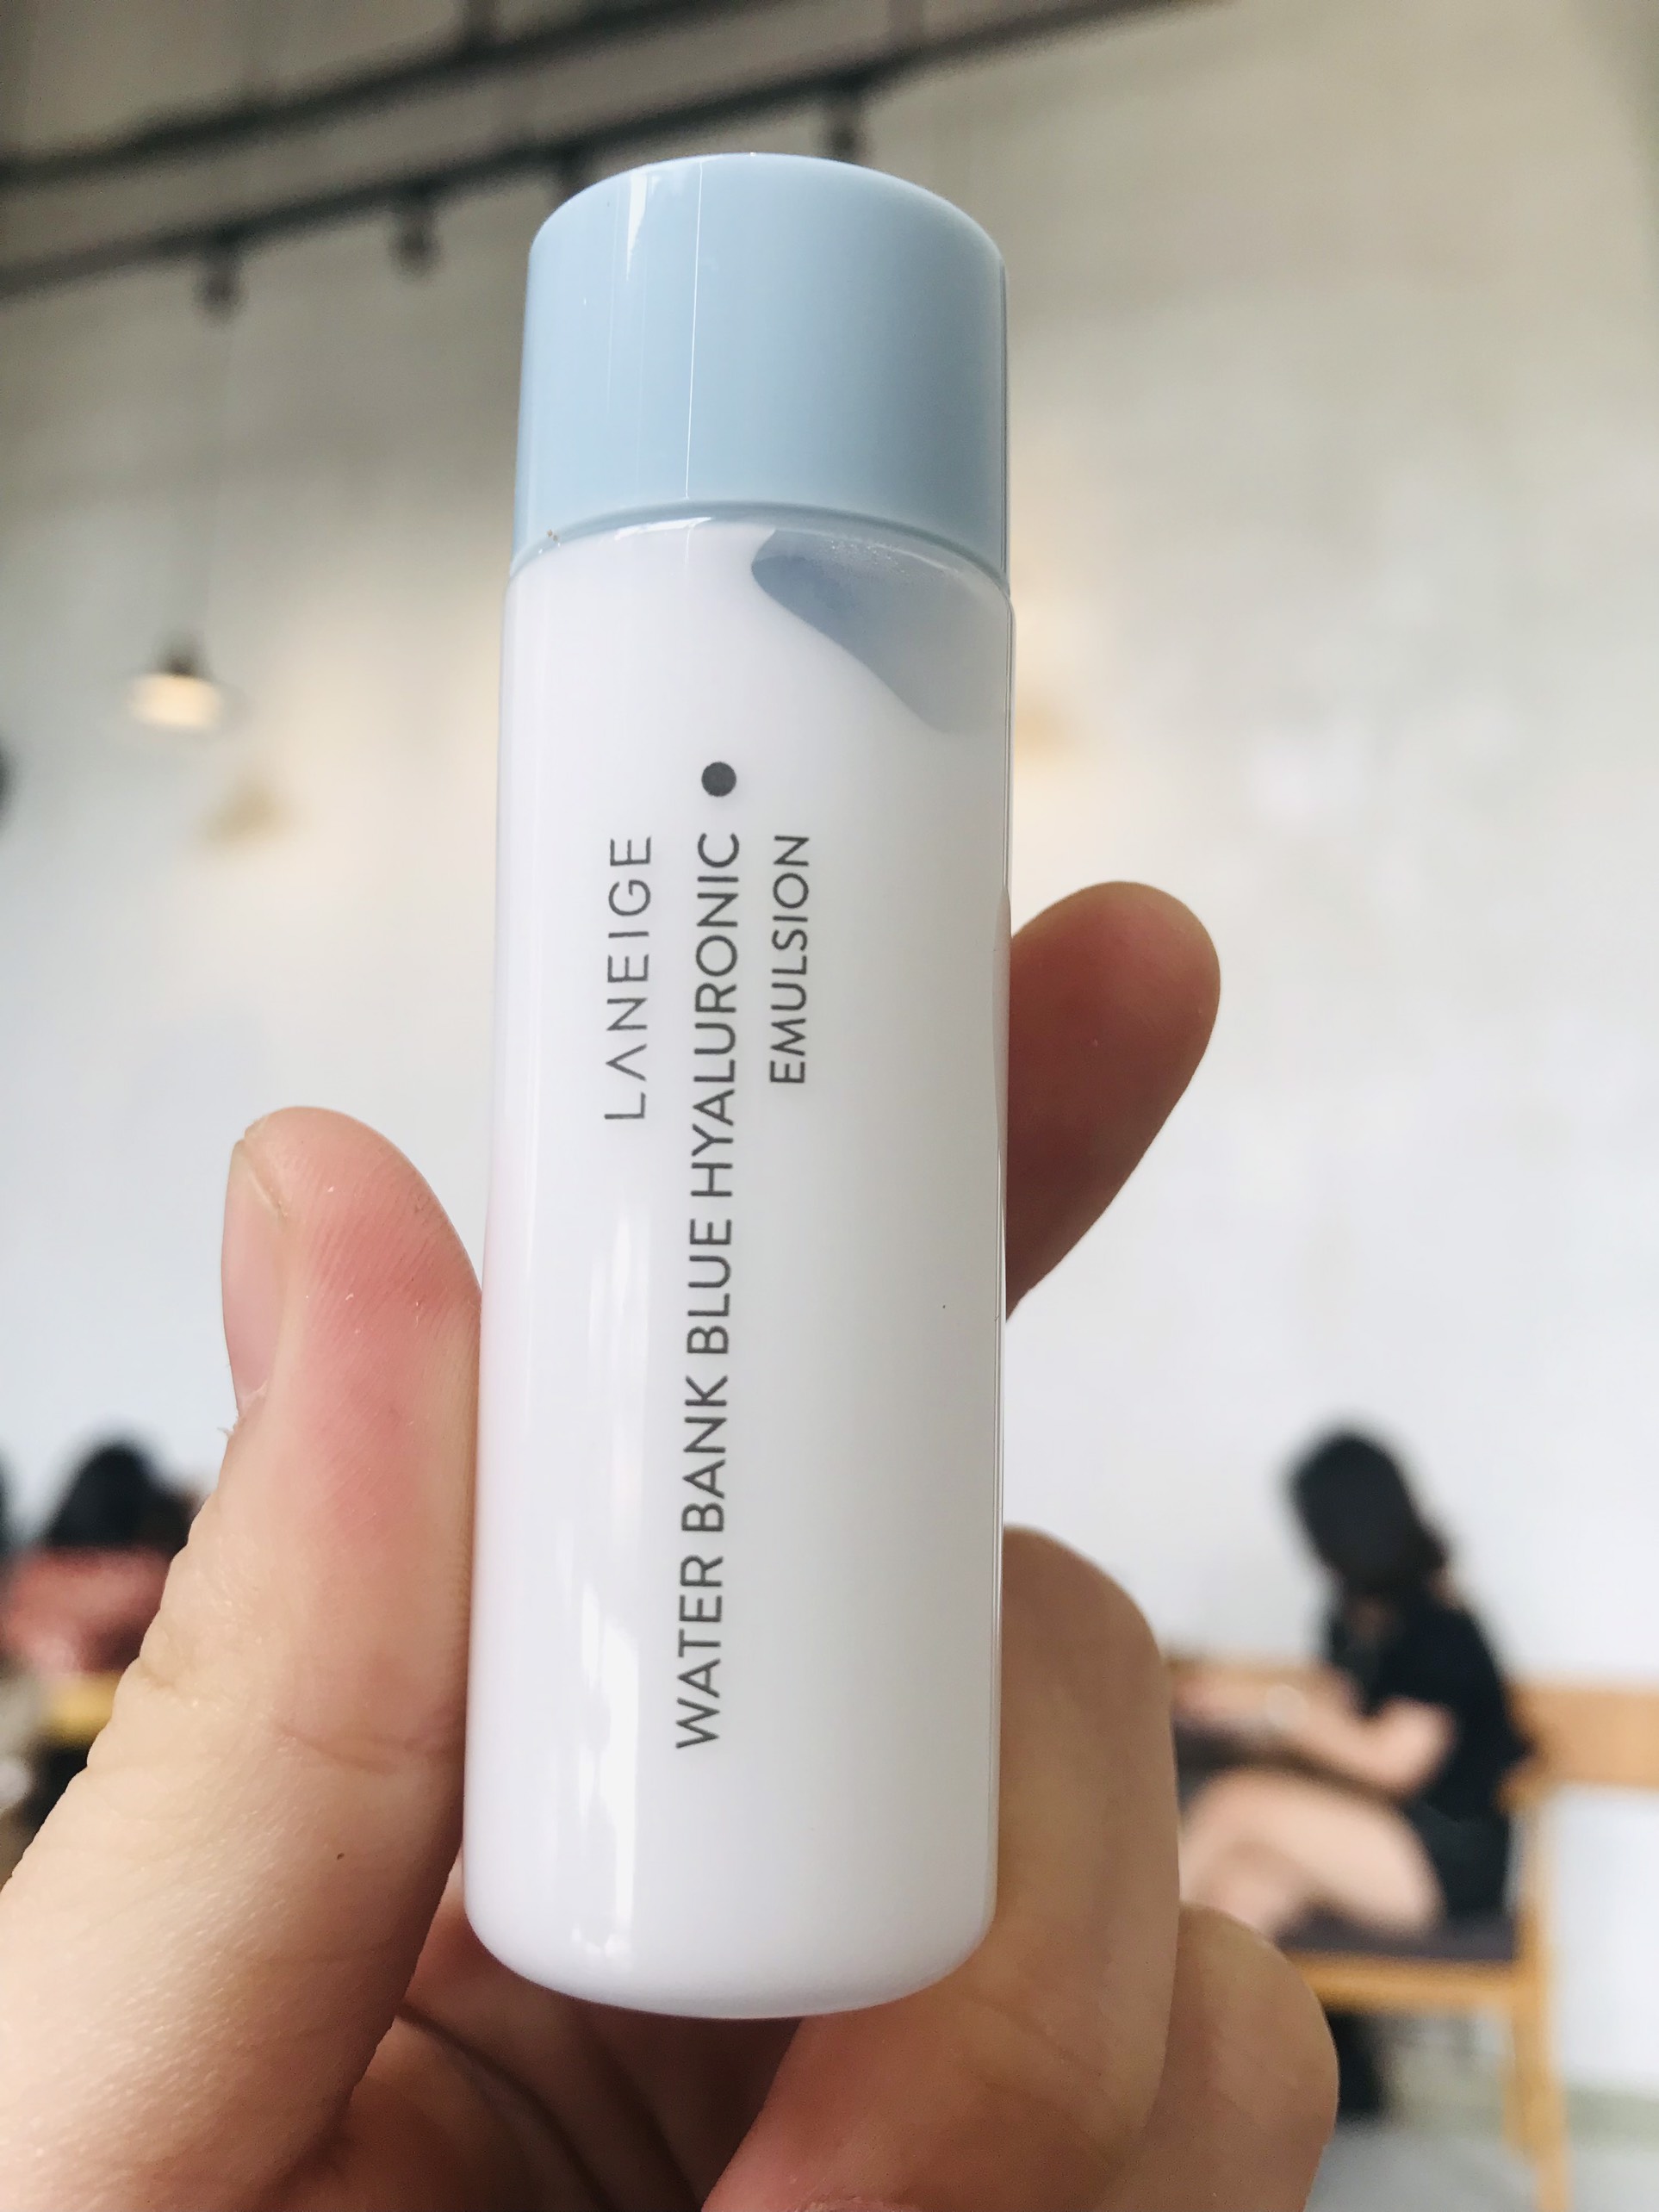 LANEIGE
WATER BANK BLUE HYALURONIC
EMULSION